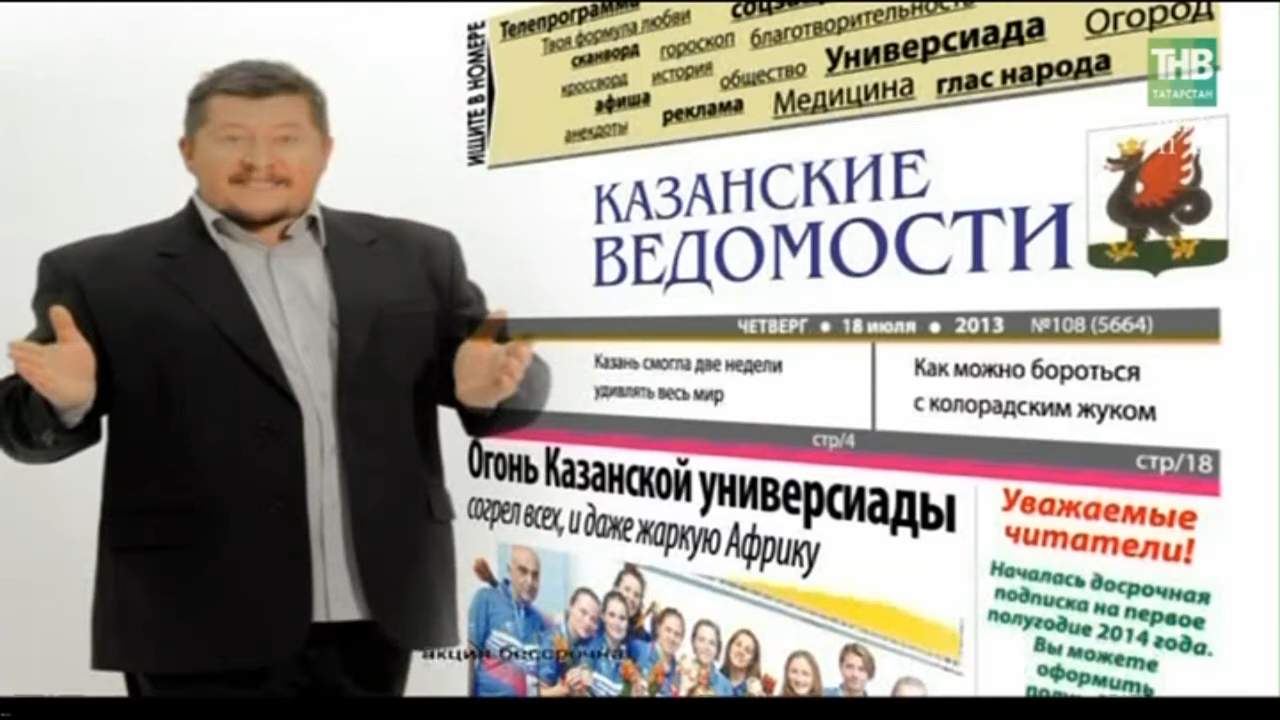 Телепрограмма
Твоя формула любви
сканворд гороскоп благотворительность
кроссворд история общество Универсиада Огород
афиша реклама Медицина глас народа
анекдоты
ИЩИТЕ В НОМЕРЕ
ТНВ
ТАТАРСТАН
КАЗАНСКИЕ
ВЕДОМОСТИ
ЧЕТВЕРГ • 18 июля • 2013 №108 (5664)
Казань смогла две недели
удивлять весь мир
стр/4
Как можно бороться
с колорадским жуком
стр/18
Огонь Казанской универсиады
согрел всех, и даже жаркую Африку
Уважаемые
читатели!
Началась досрочная
подписка на первое
полугодие 2014 года.
Вы можете
оформить
акция бессрочная